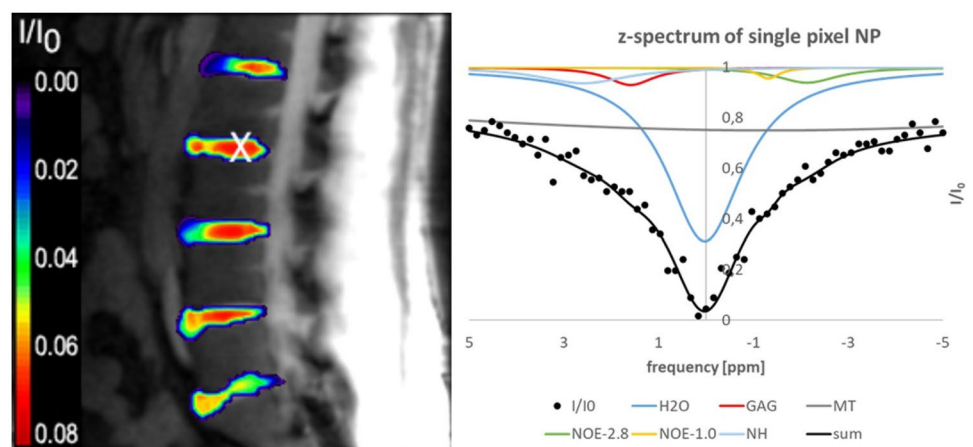 I/I0
0.00
0.02
0.04
0.06
0.08
X
z-spectrum of single pixel NP
1
0,8
0,6
0,4
0,2
0
I/I0
5 3 1 -1 -3 -5
frequency [ppm]
I/I0 H2O GAG MT
NOE-2.8 NOE-1.0 NH sum